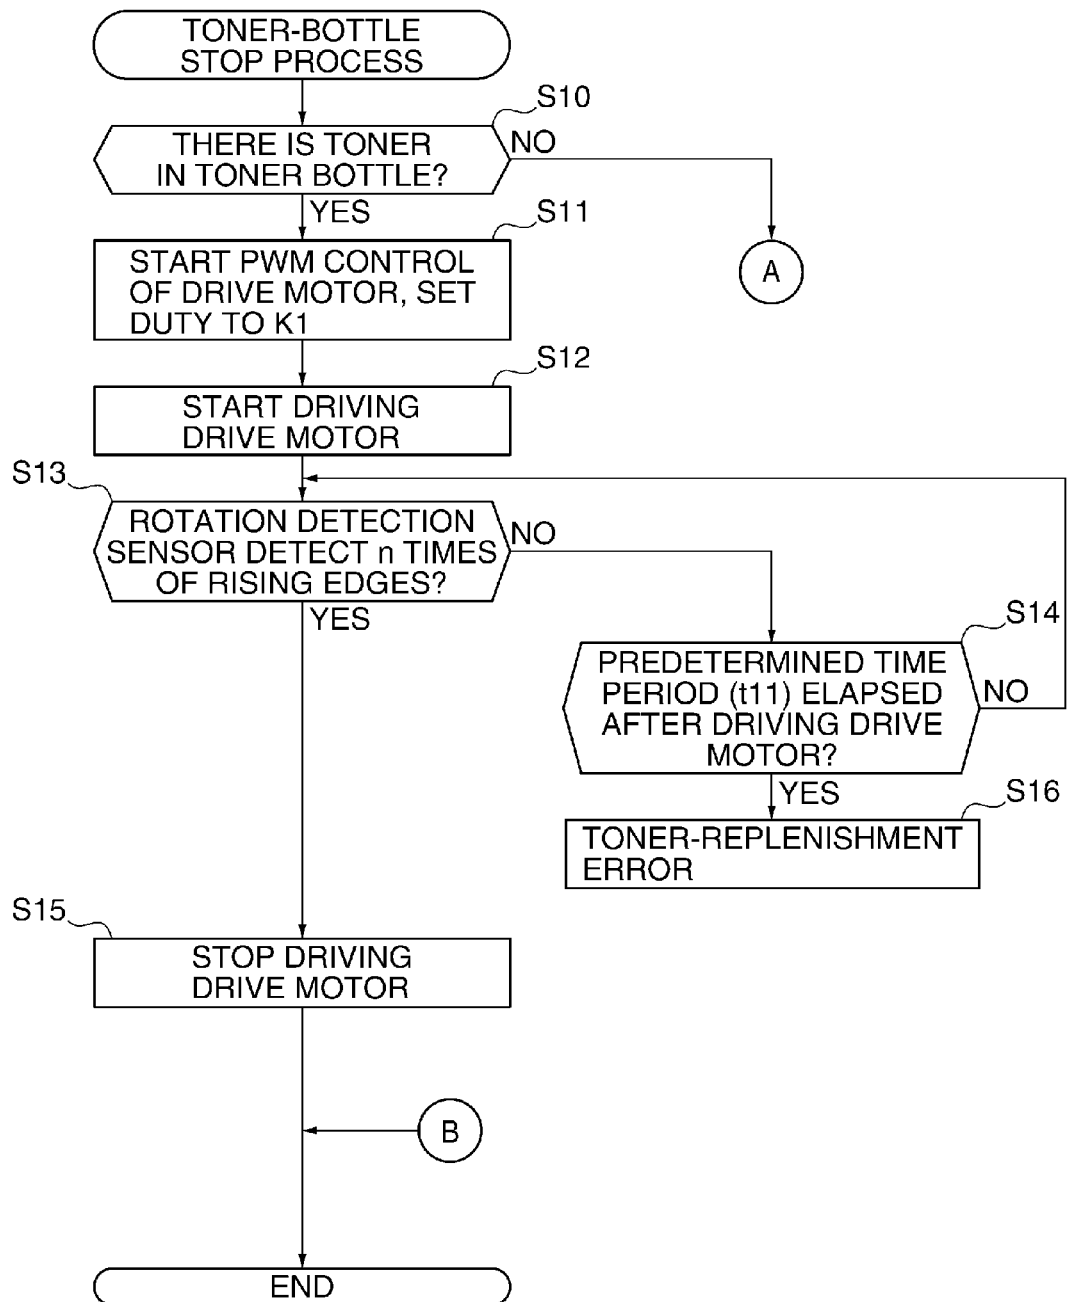 TONER-BOTTLE
STOP PROCESS
S10
THERE IS TONER
IN TONER BOTTLE?
NO
YES
S11
START PWM CONTROL
OF DRIVE MOTOR, SET
DUTY TO K1
A
S12
START DRIVING
DRIVE MOTOR
S13
ROTATION DETECTION
SENSOR DETECT n TIMES
OF RISING EDGES?
NO
YES
S14
PREDETERMINED TIME
PERIOD (t11) ELAPSED
AFTER DRIVING DRIVE
MOTOR?
NO
YES
S16
TONER-REPLENISHMENT
ERROR
S15
STOP DRIVING
DRIVE MOTOR
B
END